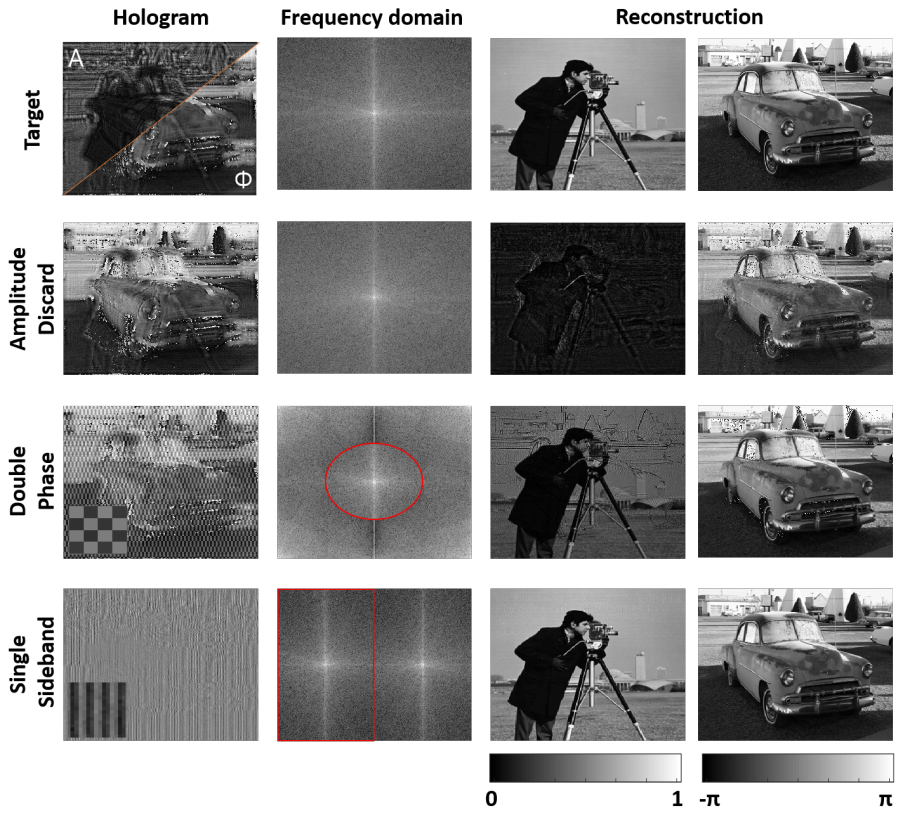 Hologram Frequency domain Reconstruction
Target
A
Φ
Amplitude
Discard
Double
Phase
Single
Sideband
0 1 -π π